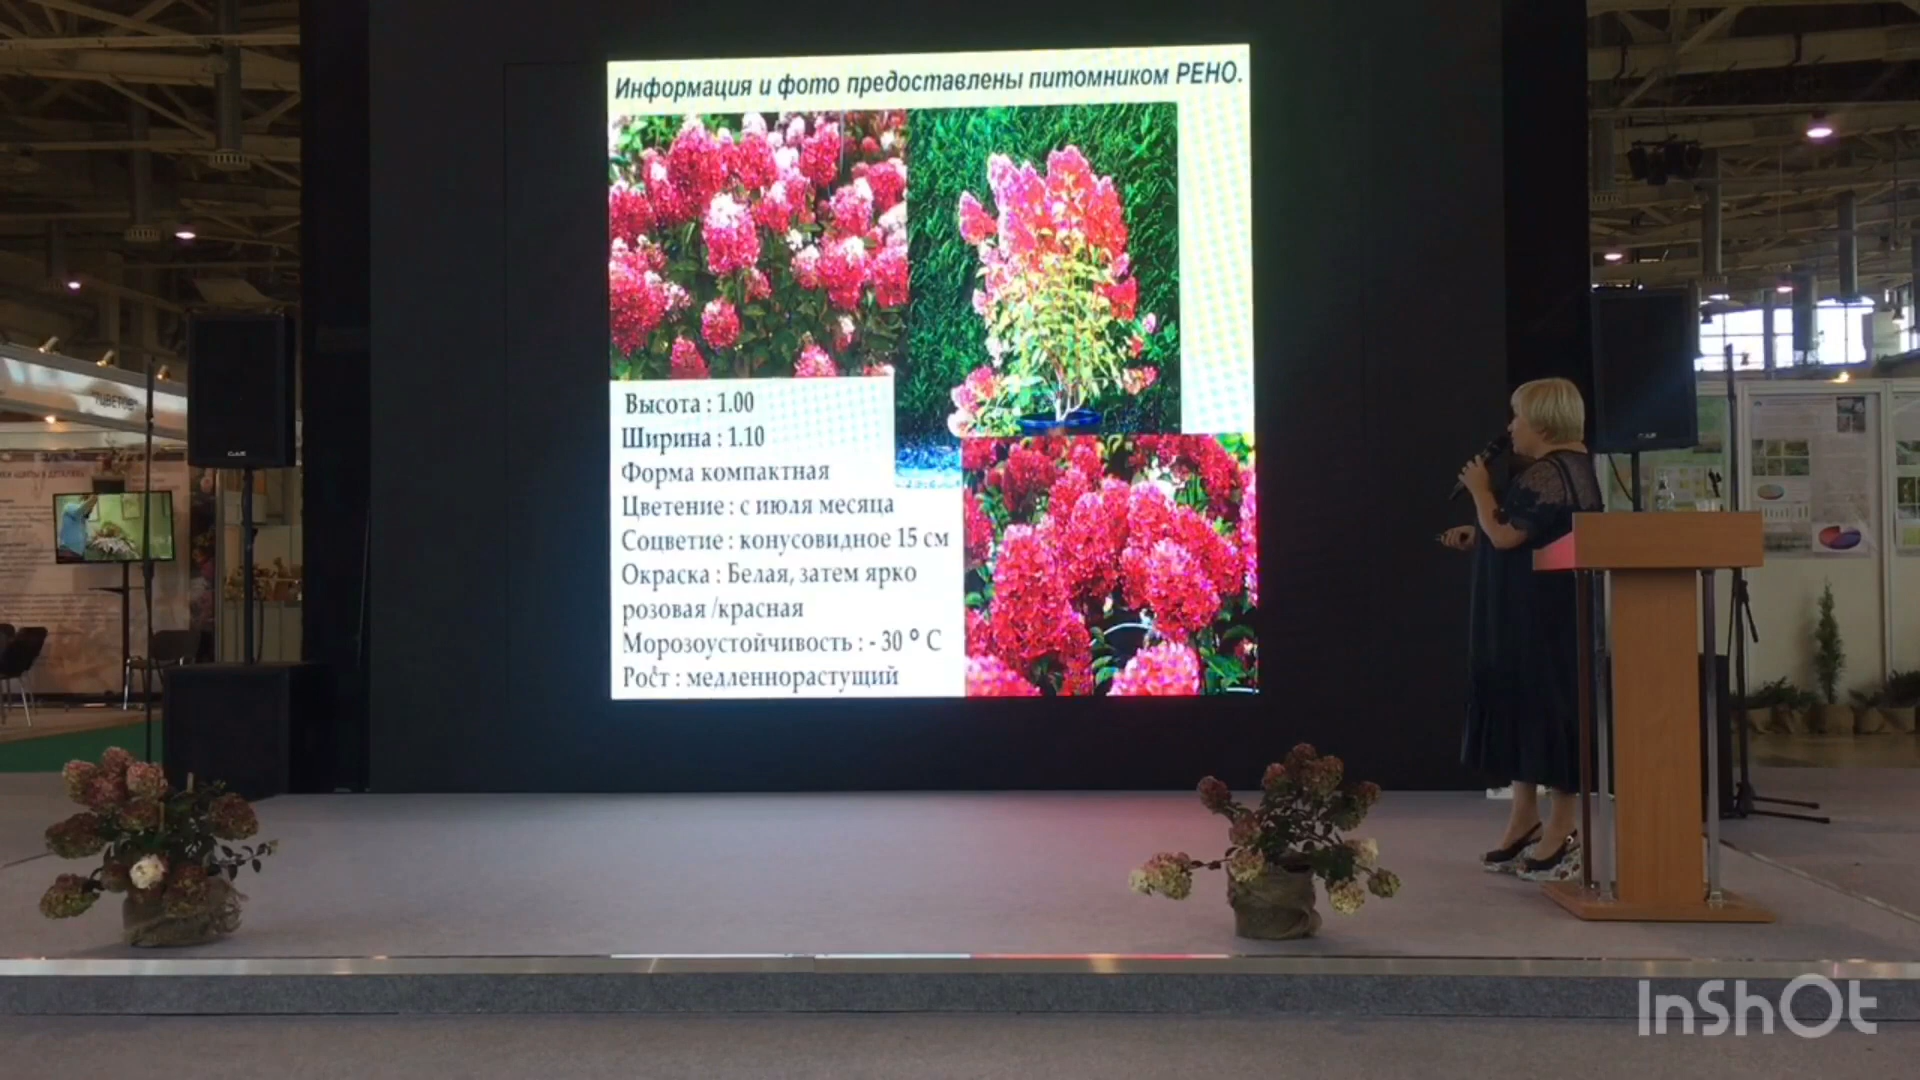 Информация и фото предоставлены питомником РЕНО.
Высота : 1.00
Ширина : 1.10
Форма компактная
Цветение : с июля месяца
Соцветие : конусовидное 15 см
Окраска : Белая, затем ярко
розовая /красная
Морозоустойчивость : - 30 º С
Рост : медленнорастущий
InShOt